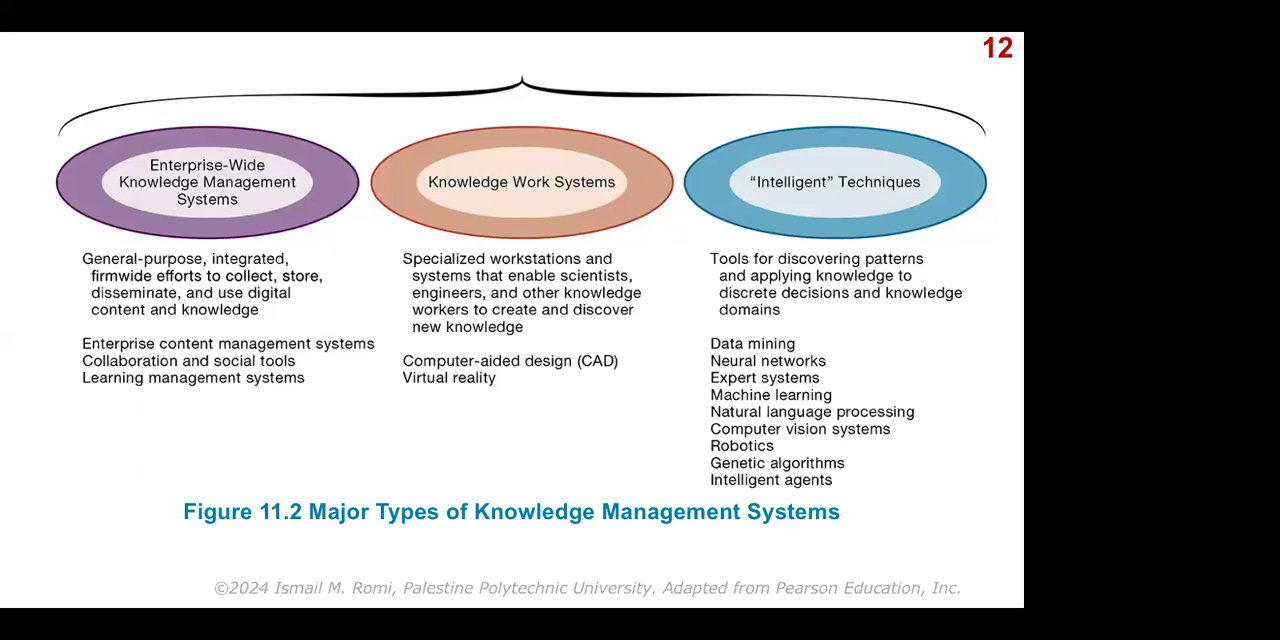 12
Enterprise-Wide
Knowledge Management
Systems
Knowledge Work Systems
“Intelligent” Techniques
General-purpose, integrated,
firmwide efforts to collect, store,
disseminate, and use digital
content and knowledge
Enterprise content management systems
Collaboration and social tools
Learning management systems
Specialized workstations and
systems that enable scientists,
engineers, and other knowledge
workers to create and discover
new knowledge
Computer-aided design (CAD)
Virtual reality
Tools for discovering patterns
and applying knowledge to
discrete decisions and knowledge
domains
Data mining
Neural networks
Expert systems
Machine learning
Natural language processing
Computer vision systems
Robotics
Genetic algorithms
Intelligent agents
Figure 11.2 Major Types of Knowledge Management Systems
©2024 Ismail M. Romi, Palestine Polytechnic University. Adapted from Pearson Education, Inc.